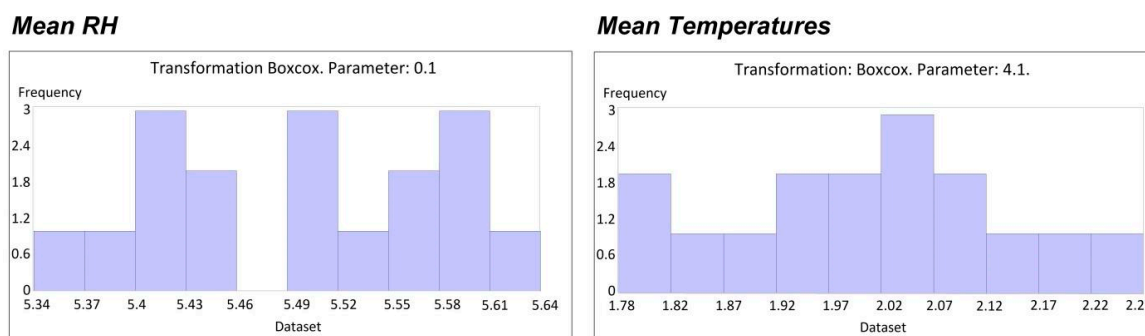 Mean RH
Transformation Boxcox. Parameter: 0.1
Frequency
3
2.4
1.8
1.2
0.6
0
5.34 5.37 5.4 5.43 5.46 5.49 5.52 5.55 5.58 5.61 5.64
Dataset
Mean Temperatures
Transformation: Boxcox. Parameter: 4.1.
Frequency
3
2.4
1.8
1.2
0.6
0
1.78 1.82 1.87 1.92 1.97 2.02 2.07 2.12 2.17 2.22 2.2
Dataset